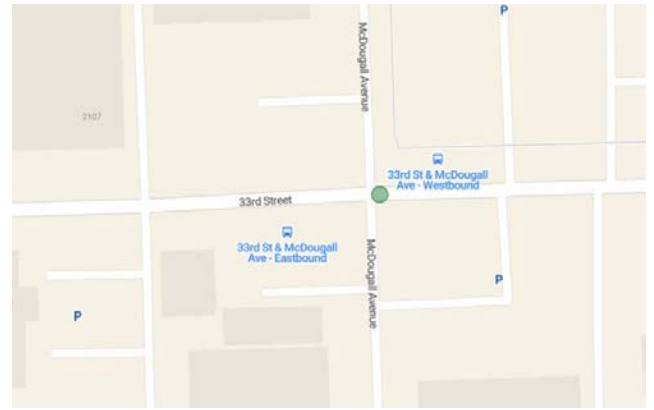 P
McDougall Avenue
2107
33rd St & McDougall
Ave - Westbound
33rd Street
33rd St & McDougall
Ave - Eastbound
McDougall Avenue
P
P